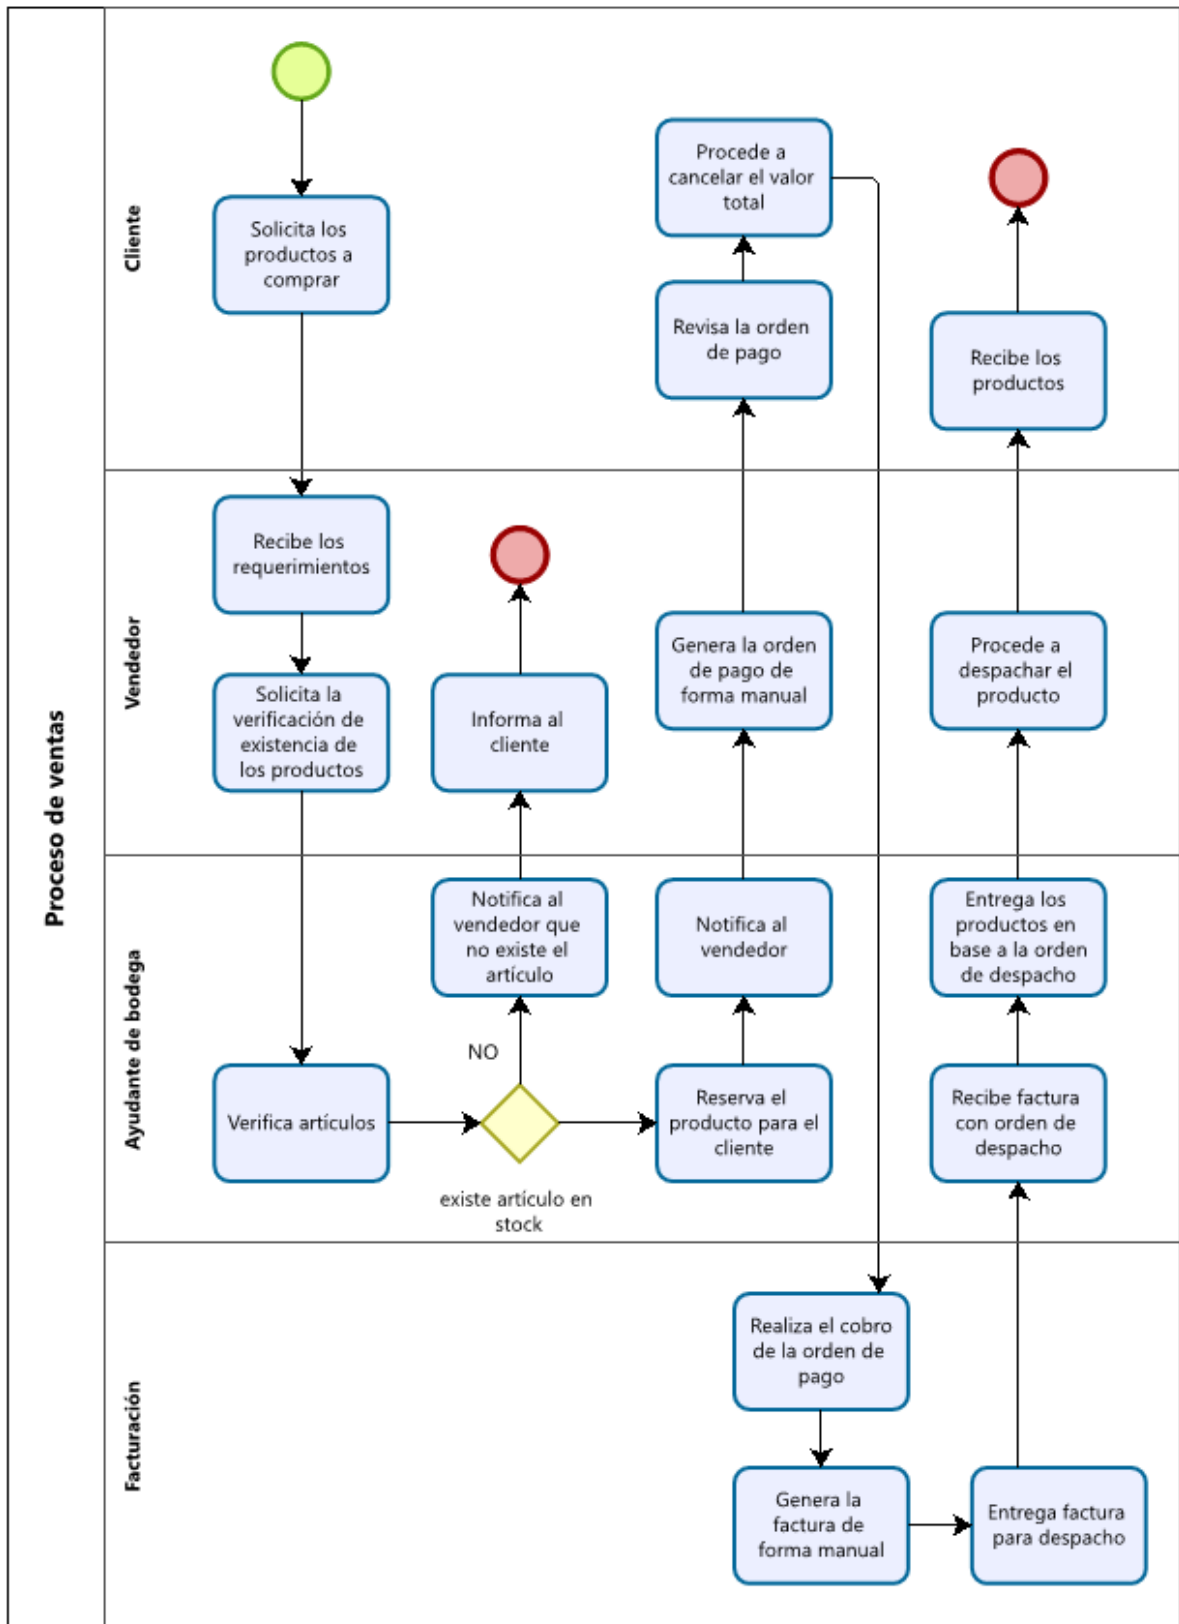 Proceso de ventas
Cliente
Solicita los
productos a
comprar
Procede a
cancelar el valor
total
Revisa la orden
de pago
Recibe los
productos
Vendedor
Recibe los
requerimientos
Solicita la
verificación de
existencia de
los productos
Informa al
cliente
Genera la orden
de pago de
forma manual
Procede a
despachar el
producto
Ayudante de bodega
Notifica al
vendedor que
no existe el
artículo
Notifica al
vendedor
Entrega los
productos en
base a la orden
de despacho
NO
Verifica artículos
existe artículo en
stock
Reserva el
producto para el
cliente
Recibe factura
con orden de
despacho
Facturación
Realiza el cobro
de la orden de
pago
Genera la
factura de
forma manual
Entrega factura
para despacho